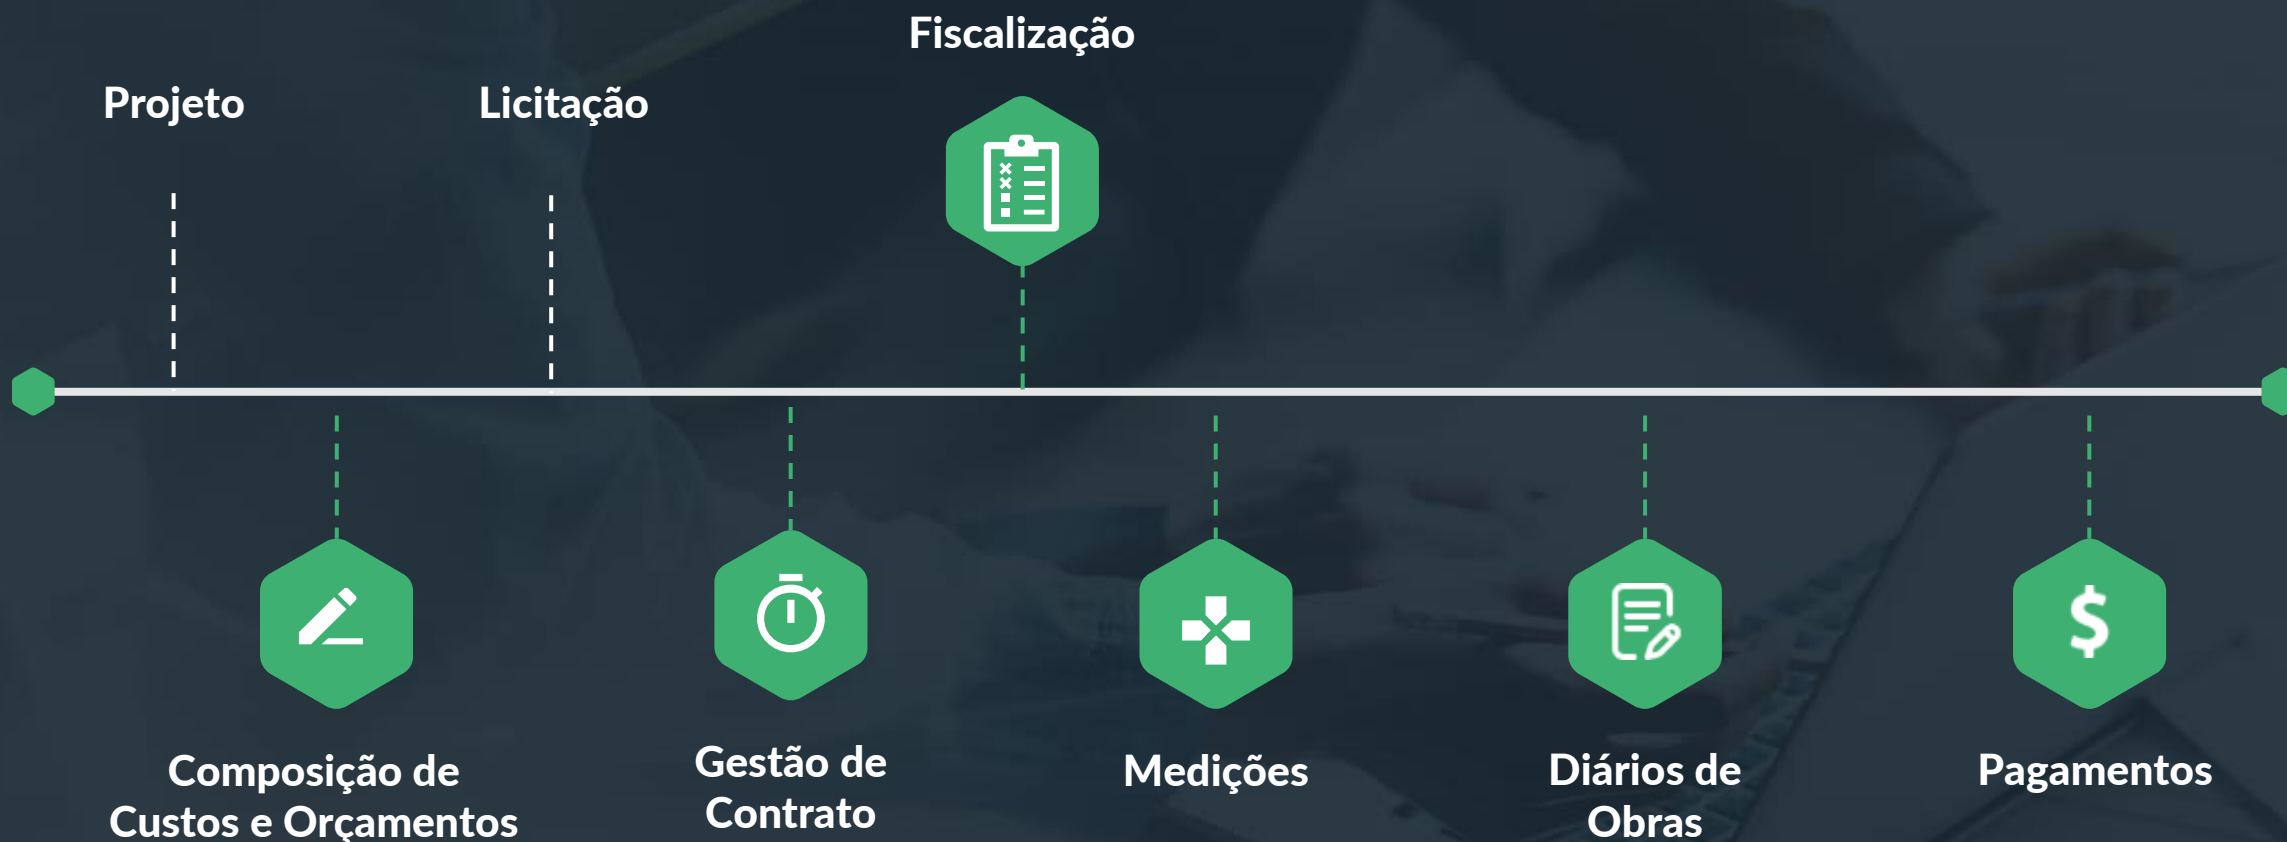 Fiscalização
Projeto
Licitação
Composição de
Custos e Orçamentos
Gestão de
Contrato
Medições
Diários de
Obras
Pagamentos